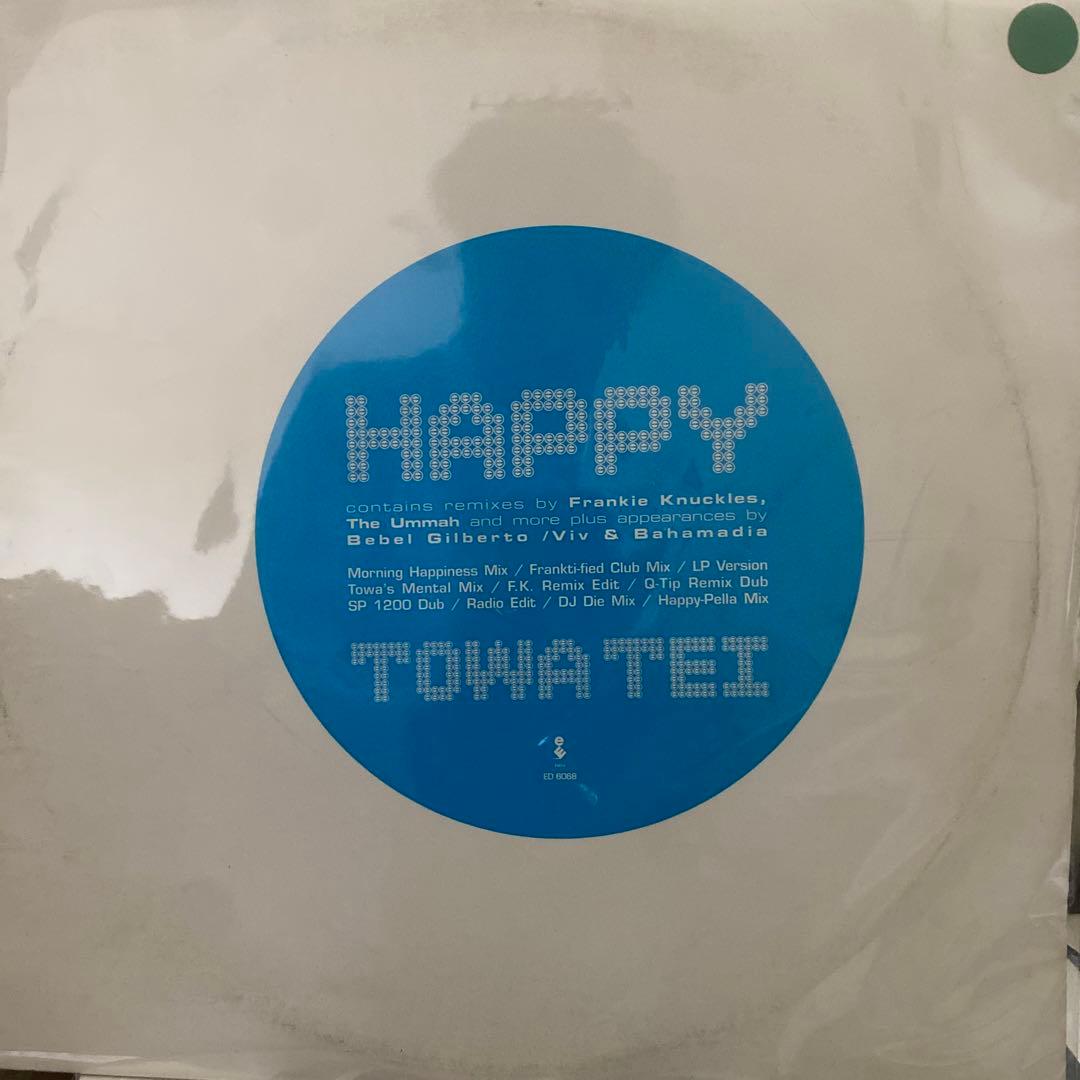 HAPPY
contains remixes by Frankie Knuckles,
The Ummah and more plus appearances by
Bebel Gilberto /Viv & Bahamadia
Morning Happiness Mix / Frankti-fied Club Mix / LP Version
Towa's Mental Mix / F.K. Remix Edit / Q-Tip Remix Dub
SP 1200 Dub / Radio Edit / DJ Die Mix / Happy-Pella Mix
TOWA TEI
ED 6068